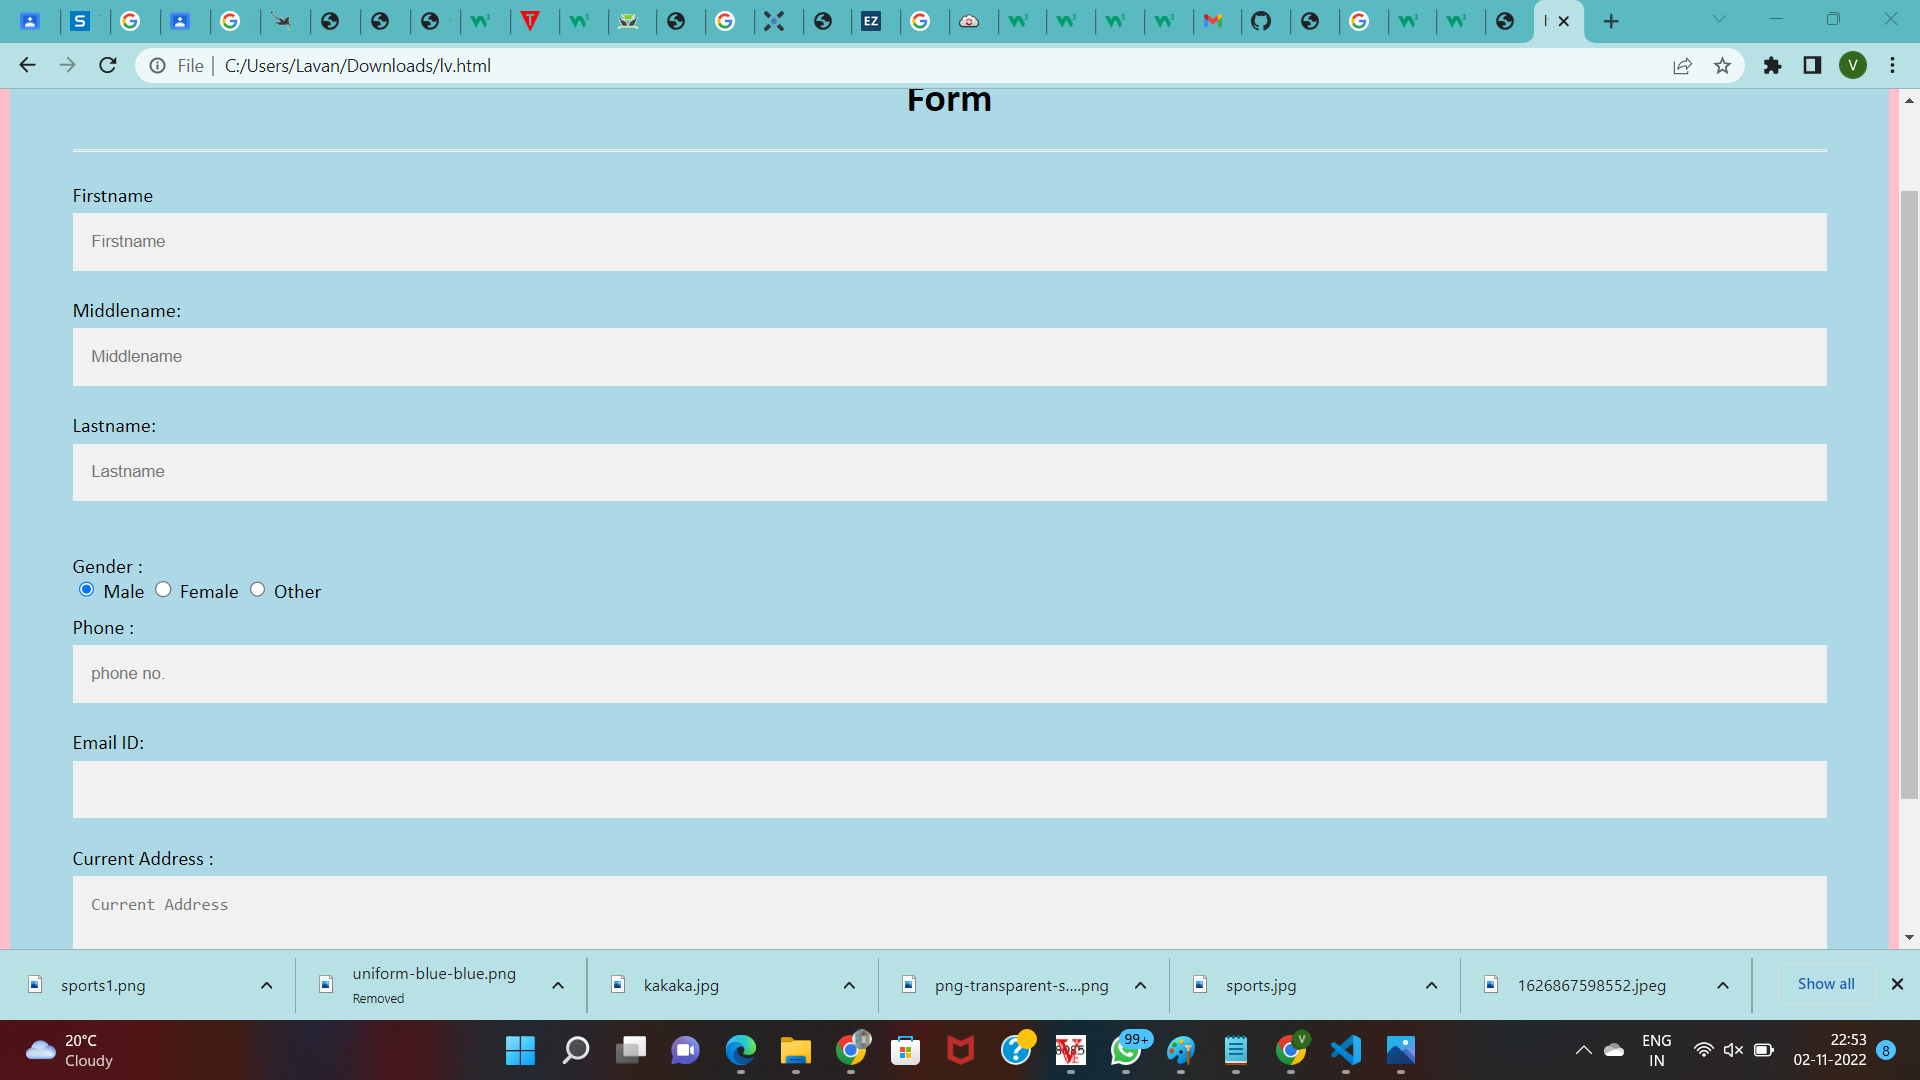 File
C:/Users/Lavan/Downloads/lv.html
V
Form
Firstname
Firstname
Middlename:
Middlename
Lastname:
Lastname
Gender :
Male Female Other
Phone :
phone no.
Email ID:
Current Address :
Current Address
sports1.png
uniform-blue-blue.png
Removed
kakaka.jpg
png-transparent-s....png
sports.jpg
1626867598552.jpeg
Show all
20°C
Cloudy
99+
V
ENG
IN
22:53
02-11-2022
8